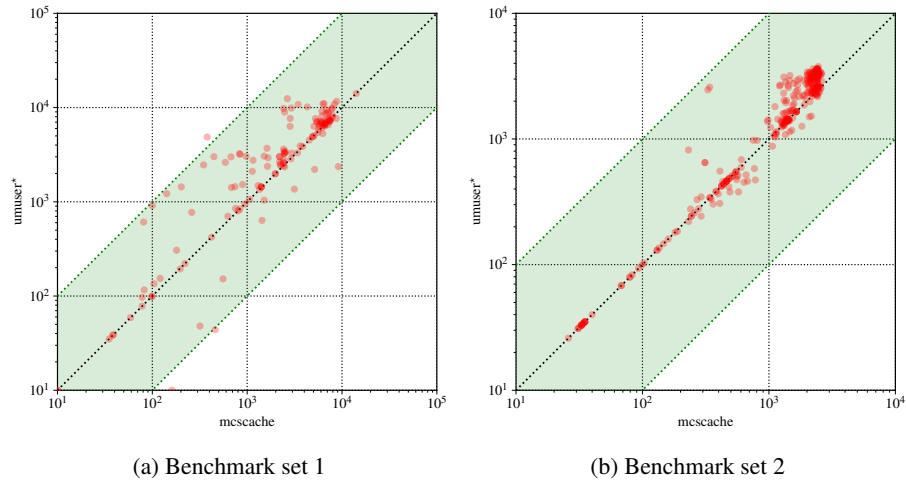 10^5
10^4
10^3
10^2
10^1
10^1 10^2 10^3 10^4 10^5
umuser*
mcscache
(a) Benchmark set 1
10^4
10^3
10^2
10^1
10^1 10^2 10^3 10^4
umuser*
mcscache
(b) Benchmark set 2